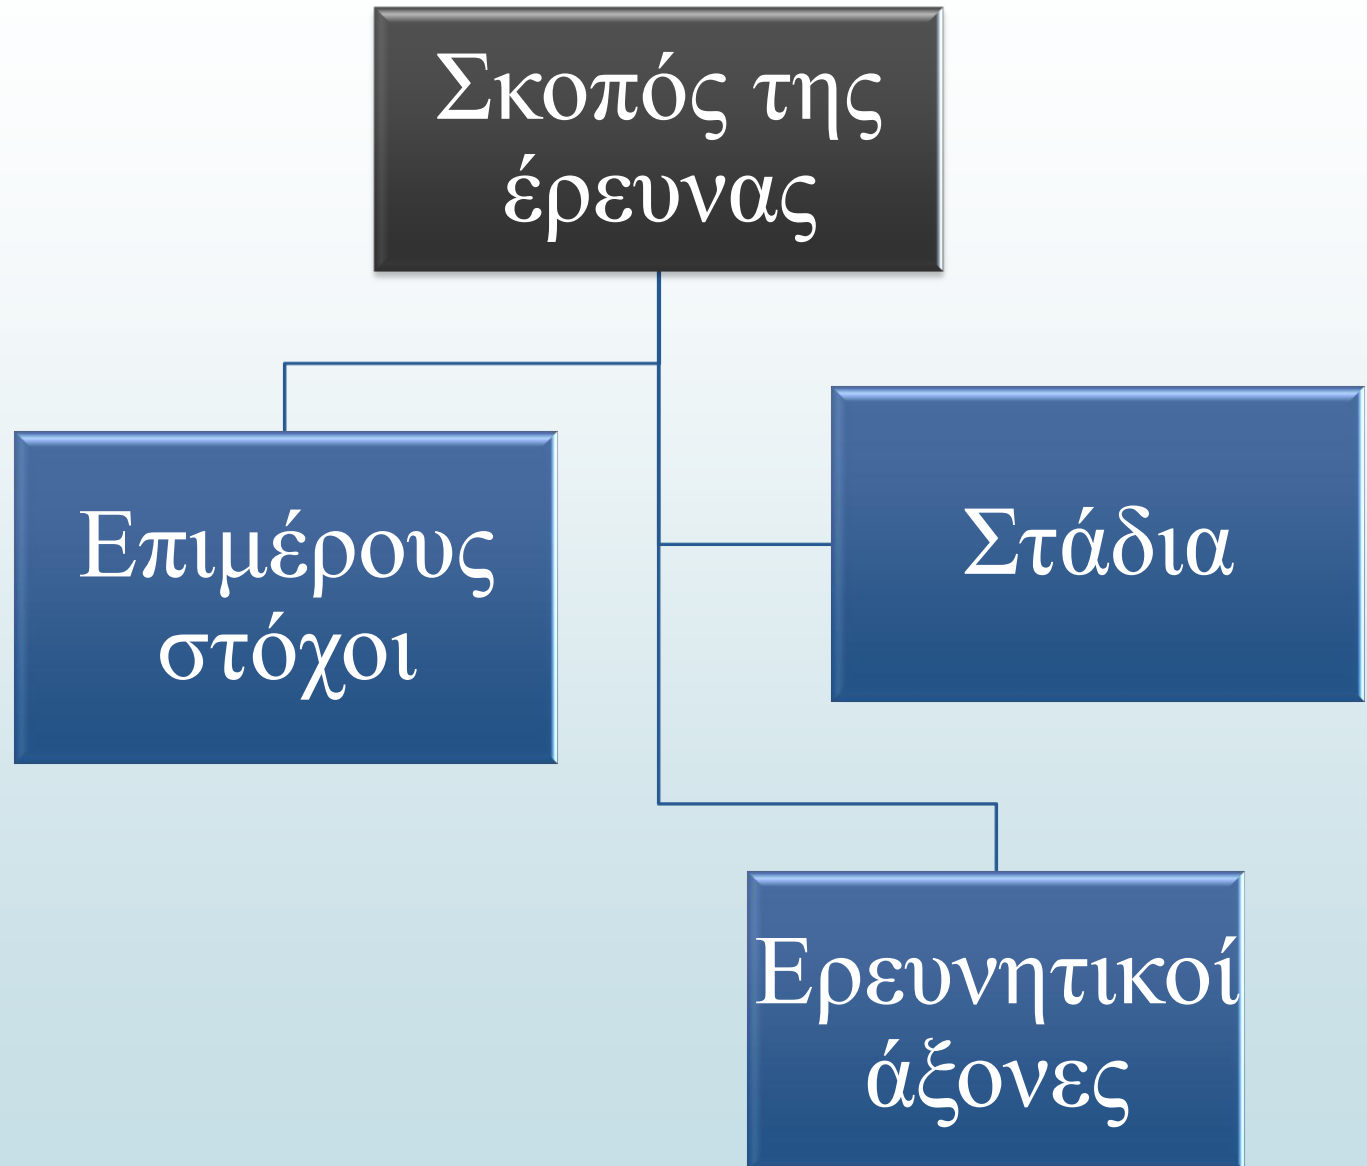 Σκοπός της
έρευνας
Επιμέρους
στόχοι
Στάδια
Ερευνητικοί
άξονες